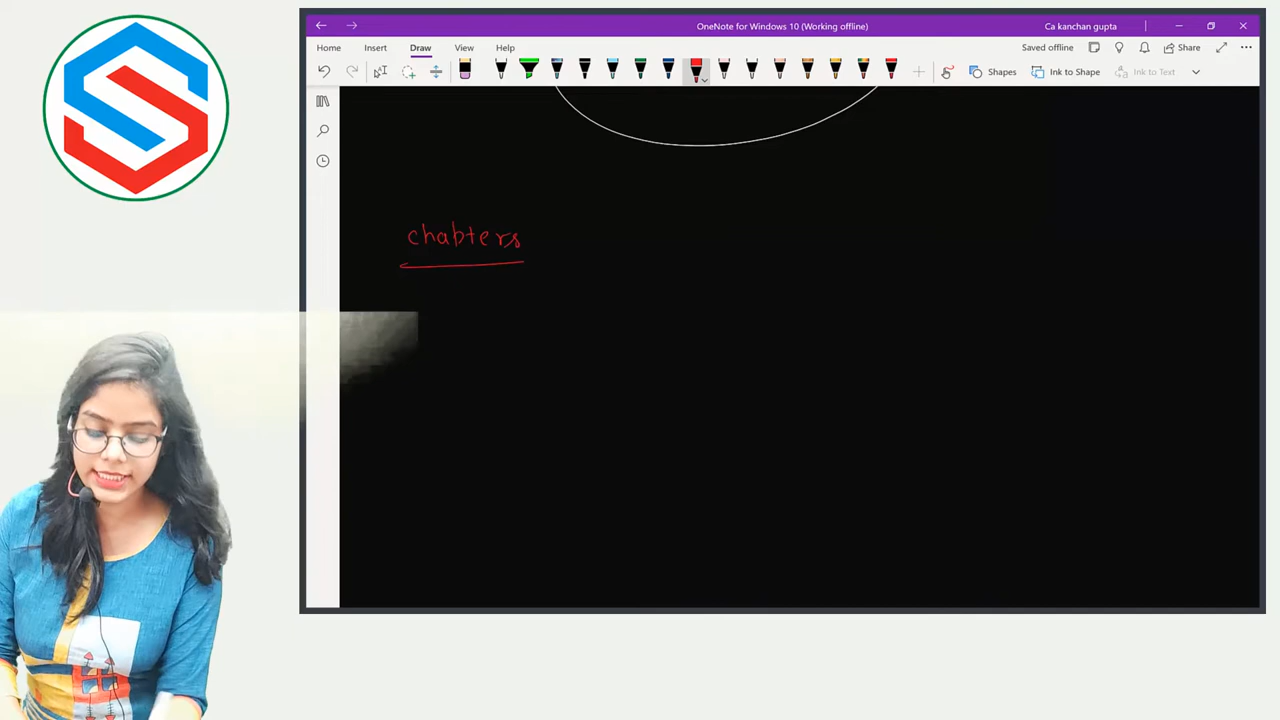 OneNote for Windows 10 (Working offline)
Ca kanchan gupta
Home Insert Draw View Help
Saved offline
Share
Shapes
Ink to Shape
Ink to Text
chabters